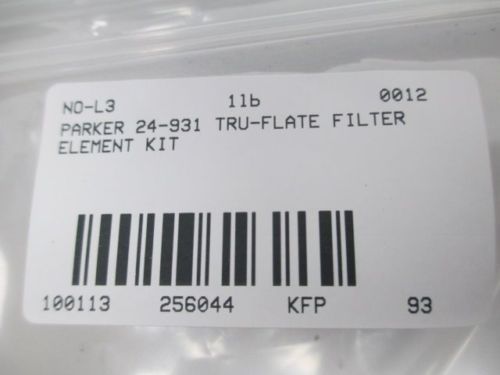 NO-L3 1lb 0012
PARKER 24-931 TRU-FLATE FILTER
ELEMENT KIT
100113 256044 KFP 93